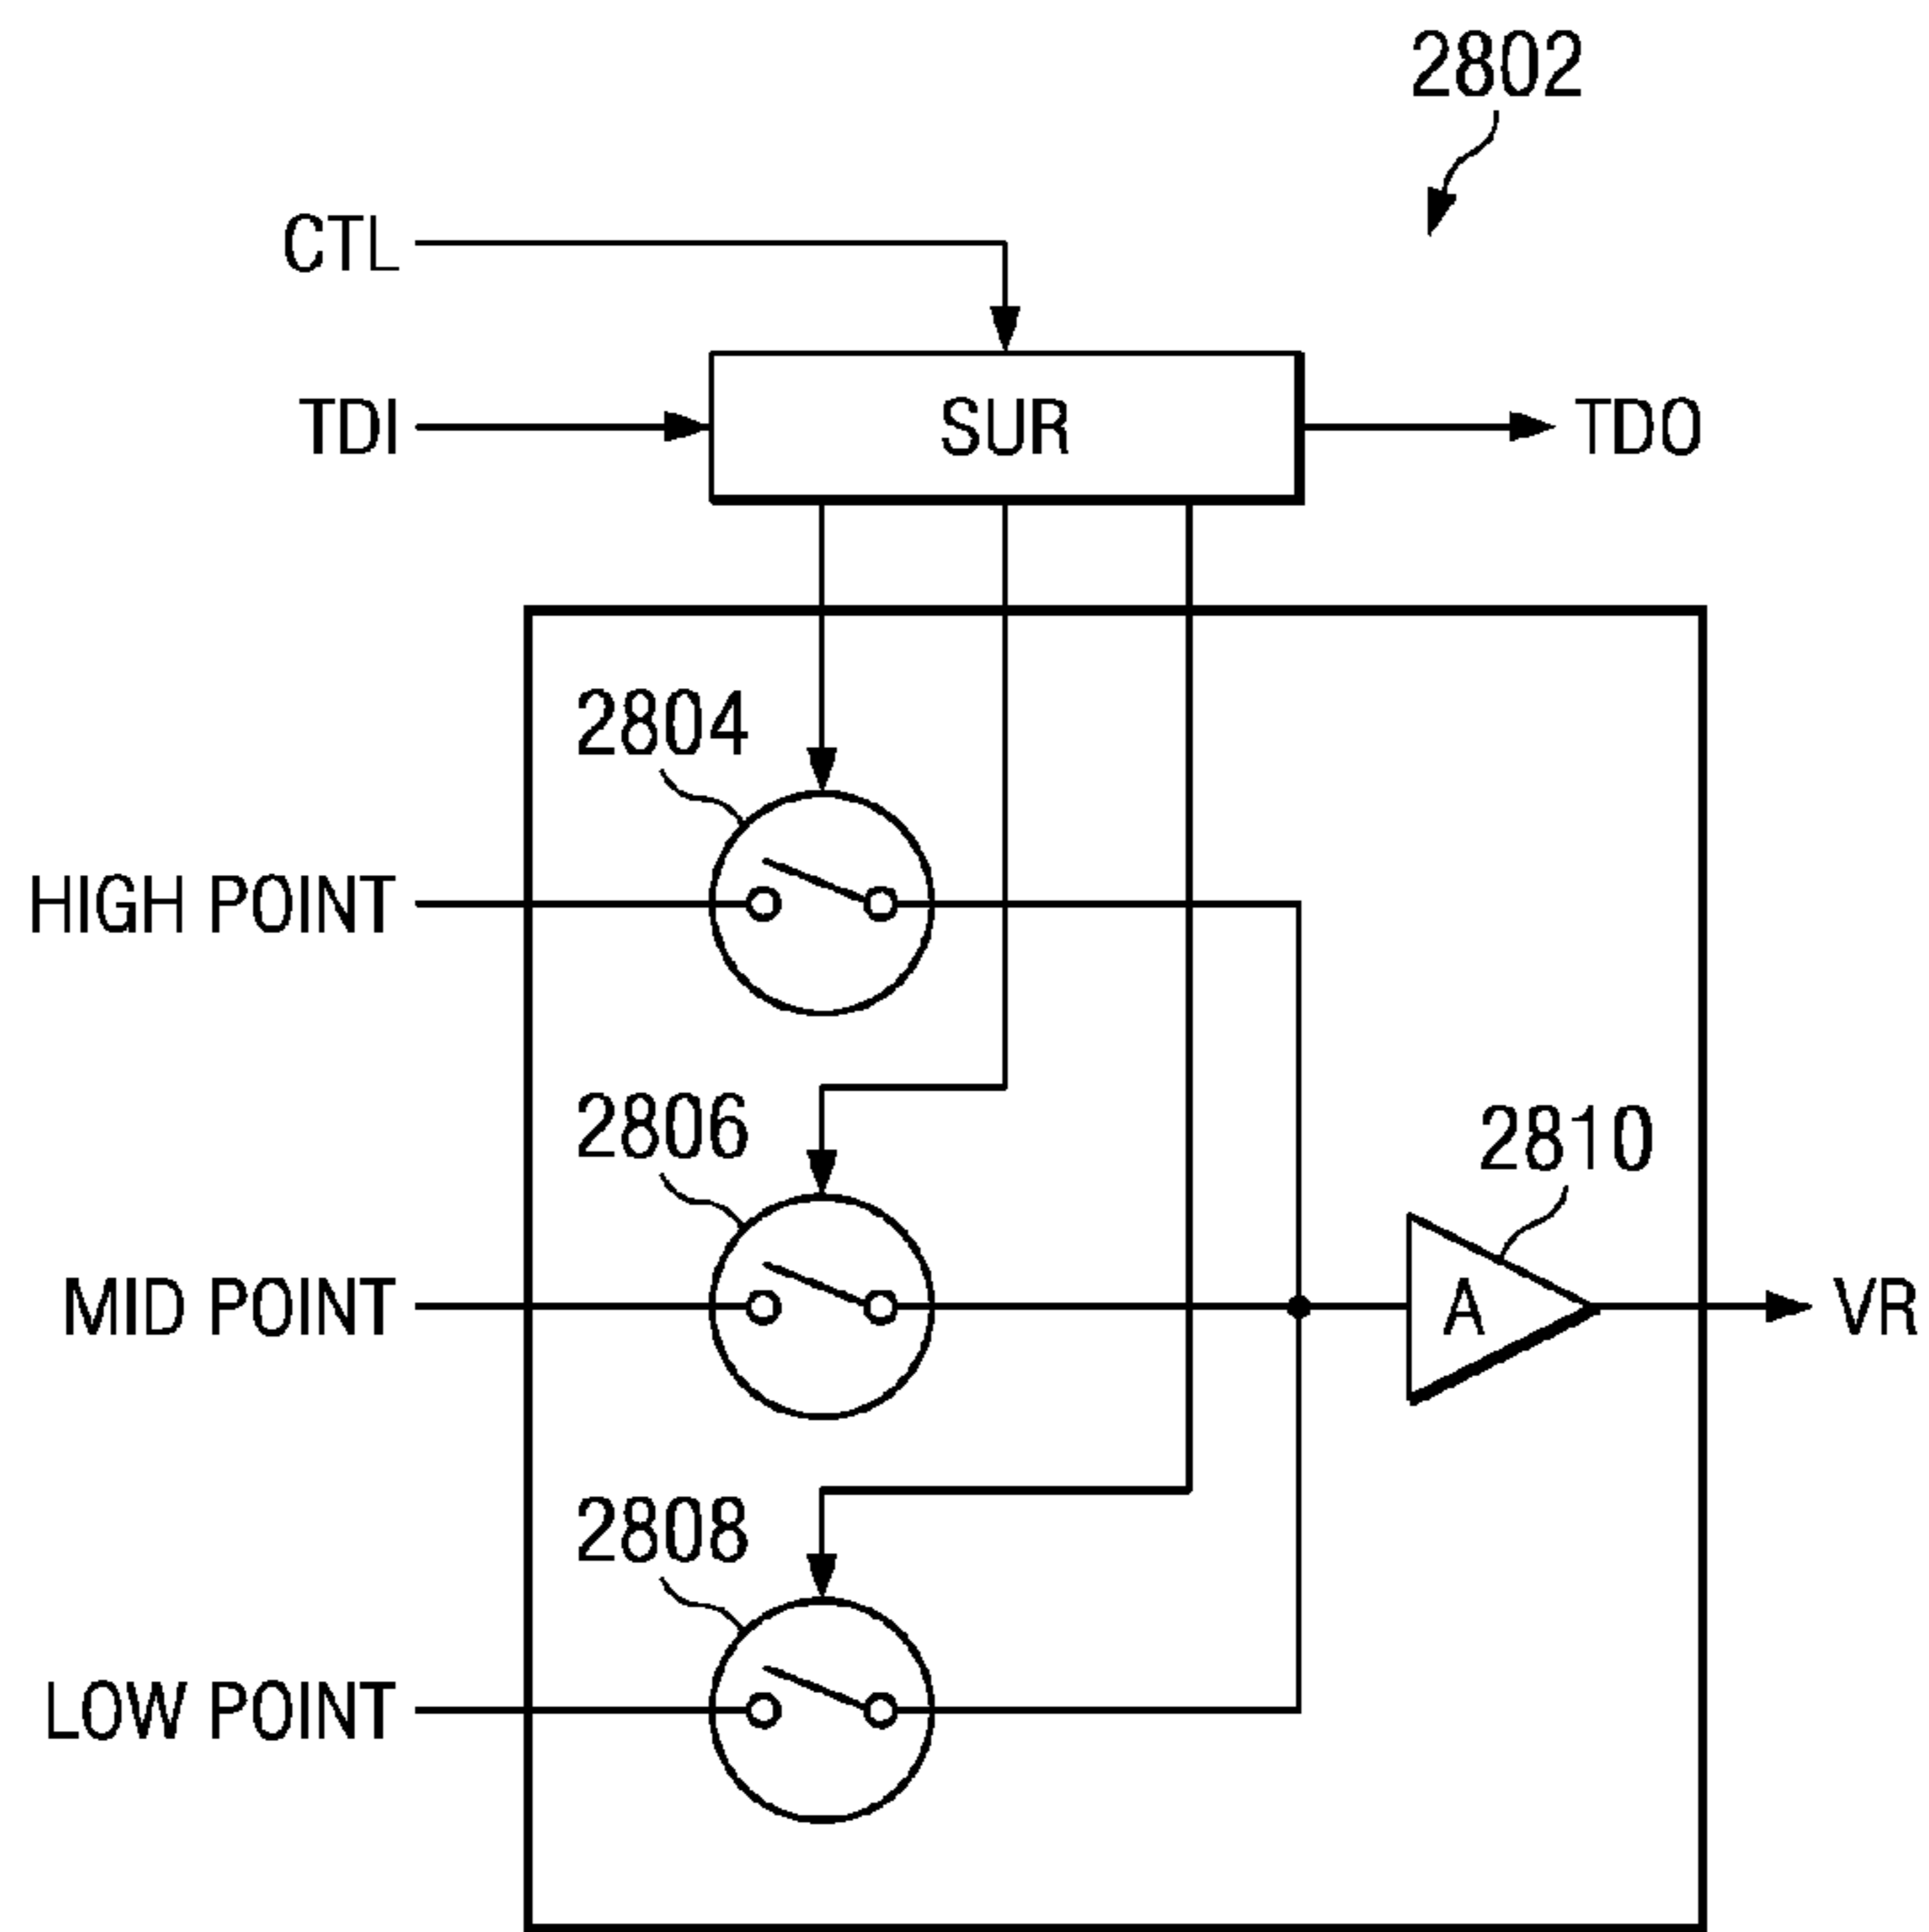 2802
CTL
TDI
SUR
TDO
2804
HIGH POINT
2806
2810
MID POINT
A
VR
2808
LOW POINT